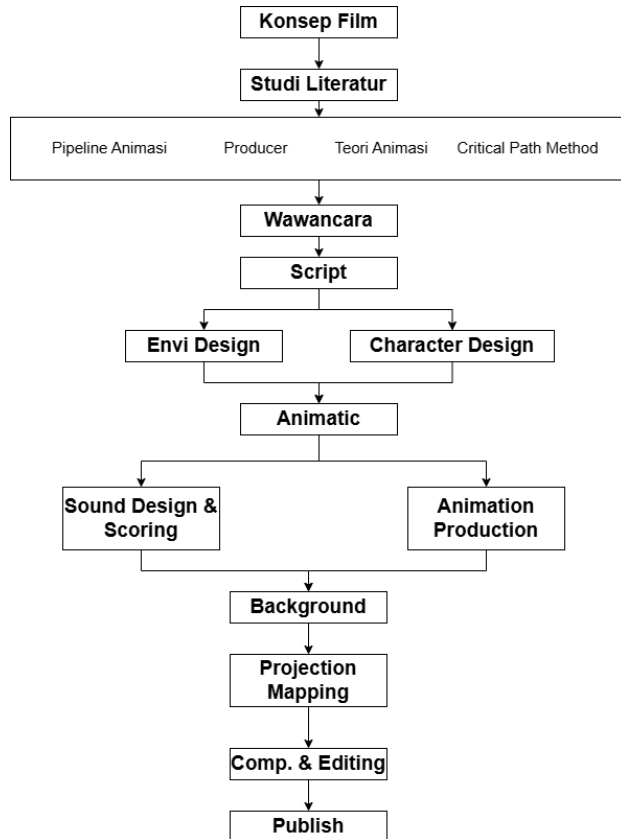 Konsep Film
Studi Literatur
Pipeline Animasi Producer Teori Animasi Critical Path Method
Wawancara
Script
Envi Design Character Design
Animatic
Sound Design &
Scoring
Animation
Production
Background
Projection
Mapping
Comp. & Editing
Publish